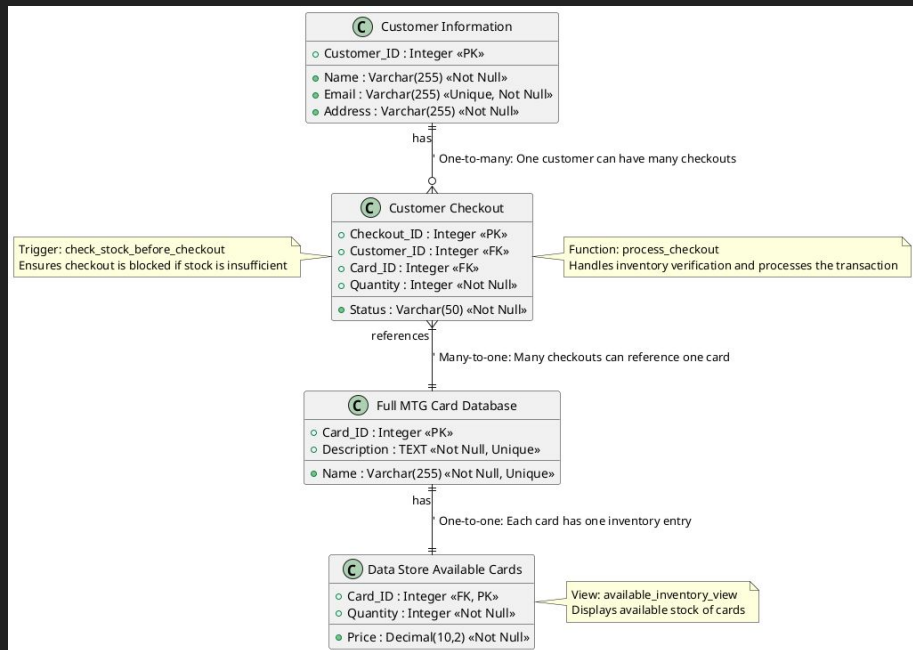 C Customer Information
Customer_ID : Integer «PK»
Name : Varchar(255) «Not Null»
Email : Varchar(255) «Unique, Not Null»
Address : Varchar(255) «Not Null»
has
' One-to-many: One customer can have many checkouts
C Customer Checkout
Checkout_ID : Integer «PK»
Customer_ID : Integer «FK»
Card_ID : Integer «FK»
Quantity : Integer «Not Null»
Status : Varchar(50) «Not Null»
Trigger: check_stock_before_checkout
Ensures checkout is blocked if stock is insufficient
Function: process_checkout
Handles inventory verification and processes the transaction
references
' Many-to-one: Many checkouts can reference one card
C Full MTG Card Database
Card_ID : Integer «PK»
Description : TEXT «Not Null, Unique»
Name : Varchar(255) «Not Null, Unique»
has
' One-to-one: Each card has one inventory entry
C Data Store Available Cards
Card_ID : Integer «FK, PK»
Quantity : Integer «Not Null»
Price : Decimal(10,2) «Not Null»
View: available_inventory_view
Displays available stock of cards